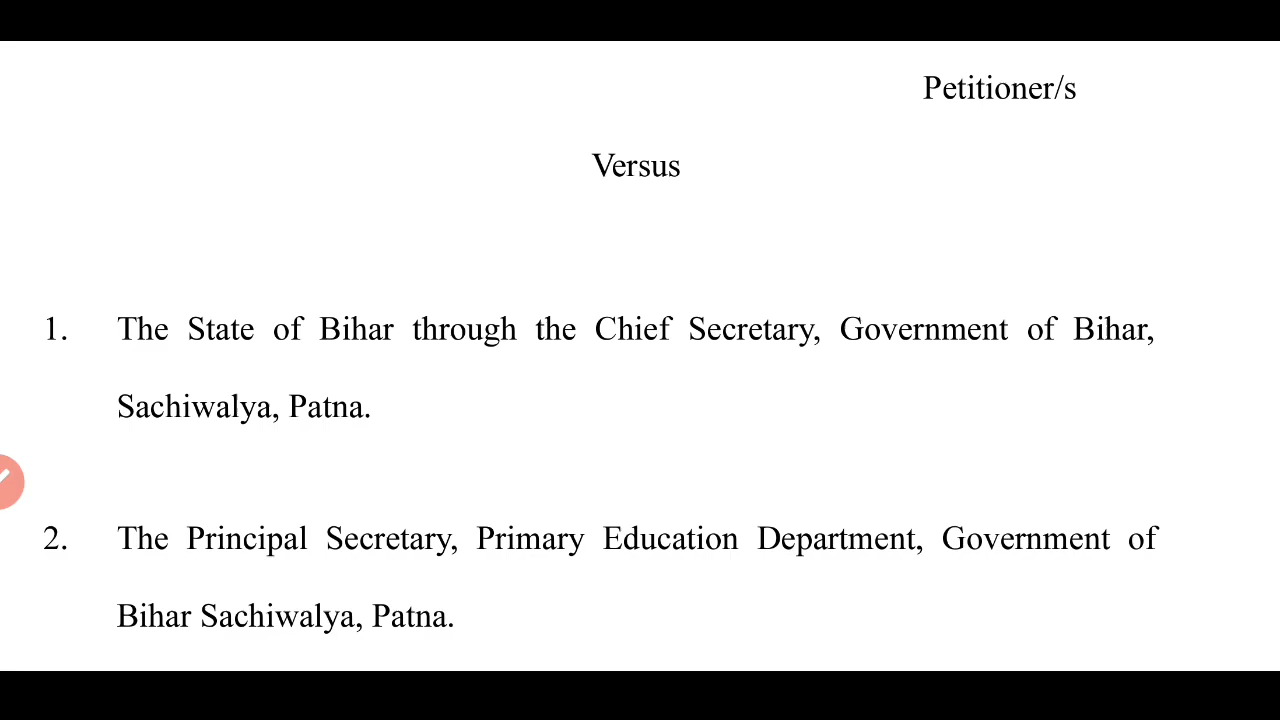 Petitioner/s
Versus
1. The State of Bihar through the Chief Secretary, Government of Bihar,
Sachiwalya, Patna.
2. The Principal Secretary, Primary Education Department, Government of
Bihar Sachiwalya, Patna.